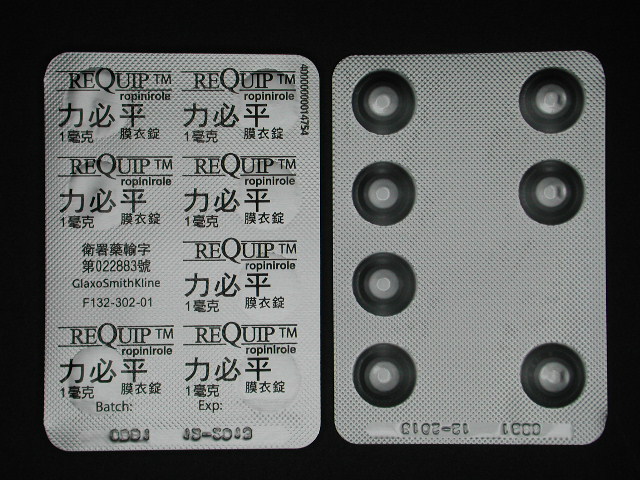 REQUIP™ REQUIP™
ropinirole ropinirole
力必平 力必平
1毫克 膜衣錠 1毫克 膜衣錠
4000000014754
REQUIP™ REQUIP™
ropinirole ropinirole
力必平 力必平
1毫克 膜衣錠 1毫克 膜衣錠
衛署藥輸字
第022883號
GlaxoSmithKline
F132-302-01
REQUIP™
ropinirole
力必平
1毫克 膜衣錠
REQUIP™ REQUIP™
ropinirole ropinirole
力必平 力必平
1毫克 膜衣錠 1毫克 膜衣錠
Batch: Exp:
12-2013